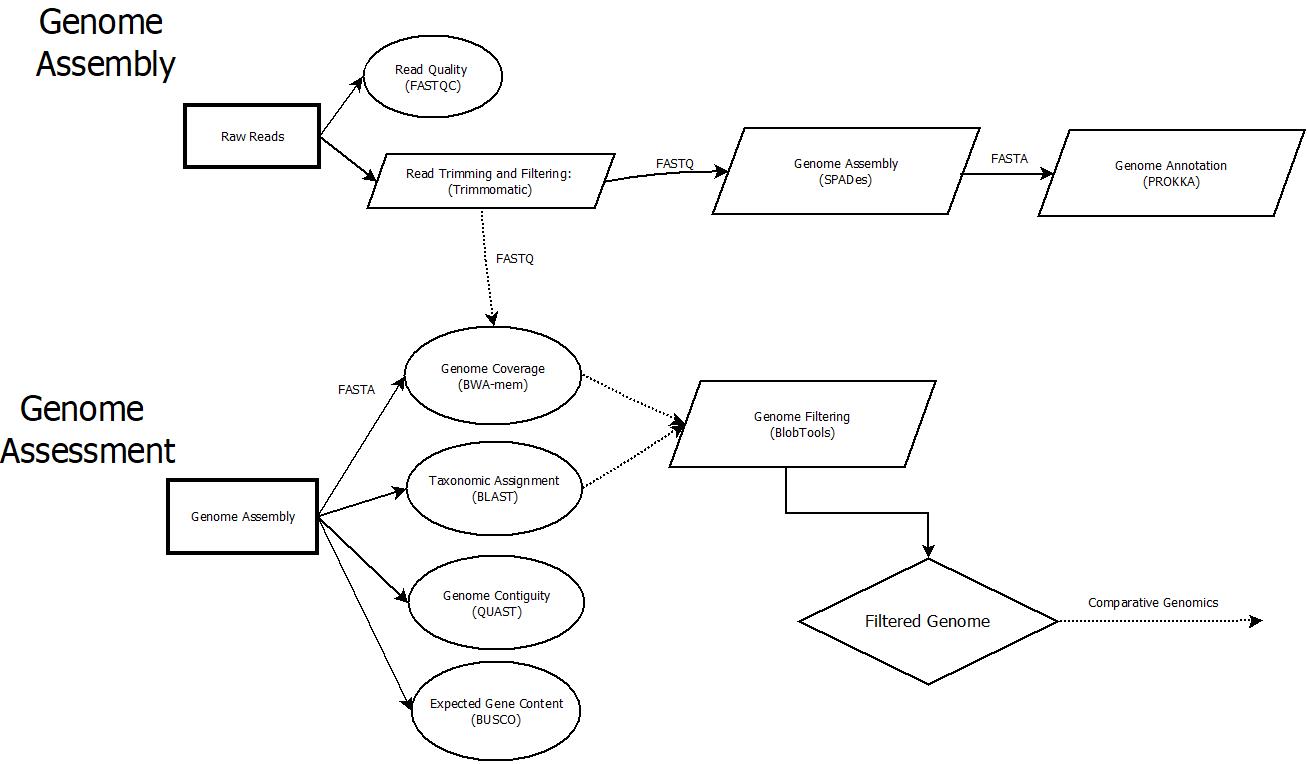 Genome
Assembly
Read Quality
(FASTQC)
Raw Reads
Read Trimming and Filtering:
(Trimmomatic)
FASTQ
Genome Assembly
(SPADes)
FASTA
Genome Annotation
(PROKKA)
FASTQ
Genome
Assessment
Genome Assembly
FASTA
Genome Coverage
(BWA-mem)
Taxonomic Assignment
(BLAST)
Genome Contiguity
(QUAST)
Expected Gene Content
(BUSCO)
Genome Filtering
(BlobTools)
Filtered Genome
Comparative Genomics